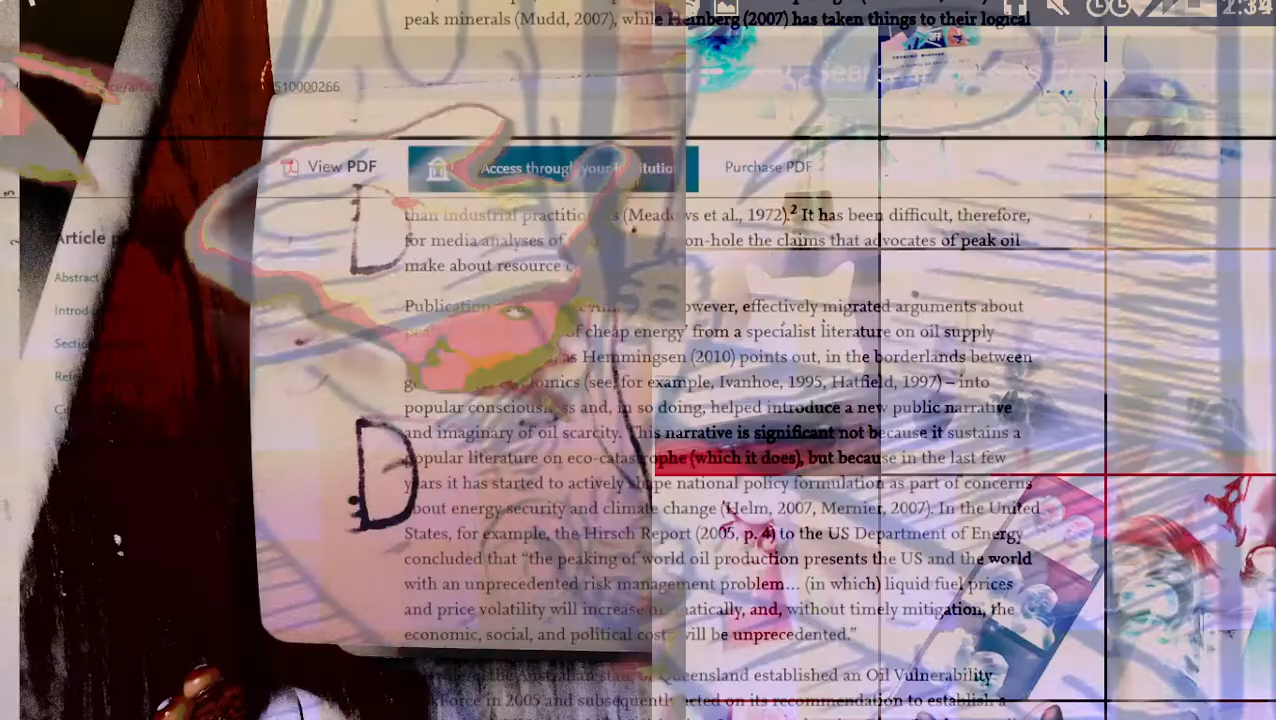 peak minerals (Mudd, 2007), while Heinberg (2007) has taken things to their logical
2:34
S10000266
View PDF
Access through your institution
Purchase PDF
than industrial practitio s (Meadows et al., 1972).² It has been difficult, therefore,
Article
for media analyses of on-hole the claims that advocates of peak oil
make about resource
Abstract
Publication owever, effectively migrated arguments about
Introd
of cheap energy' from a specialist literature on oil supply
Sectio
as Hemmingsen (2010) points out, in the borderlands between
Refe
omics (see, for example, Ivanhoe, 1995, Hatfield, 1997) – into
popular consciousness and, in so doing, helped introduce a new public narrative
and imaginary of oil scarcity. This narrative is significant not because it sustains a
popular literature on eco-catastrophe (which it does), but because in the last few
years it has started to actively shape national policy formulation as part of concerns
about energy security and climate change (Helm, 2007, Mernier, 2007). In the United
States, for example, the Hirsch Report (2005, p. 4) to the US Department of Energy
concluded that “the peaking of world oil production presents the US and the world
with an unprecedented risk management problem... (in which) liquid fuel prices
and price volatility will increase dramatically, and, without timely mitigation, the
economic, social, and political cost will be unprecedented.”
the Australian state of Queensland established an Oil Vulnerability
Force in 2005 and subsequently acted on its recommendation to establish a
D
D